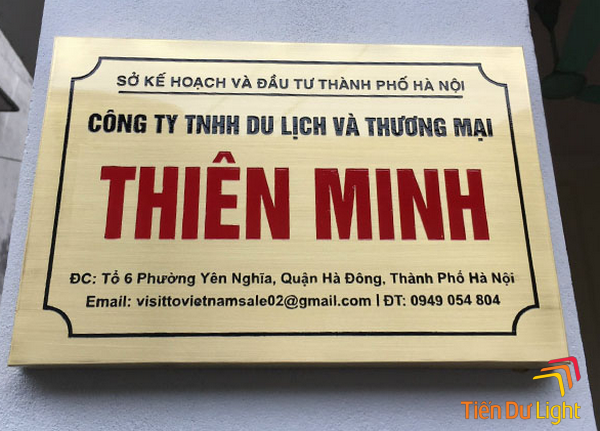 SỞ KẾ HOẠCH VÀ ĐẦU TƯ THÀNH PHỐ HÀ NỘI
CÔNG TY TNHH DU LỊCH VÀ THƯƠNG MẠI
THIÊN MINH
ĐC: Tổ 6 Phường Yên Nghĩa, Quận Hà Đông, Thành Phố Hà Nội
Email: visittovietnamsale02@gmail.com | ĐT: 0949 054 804
Tiến Dư Light